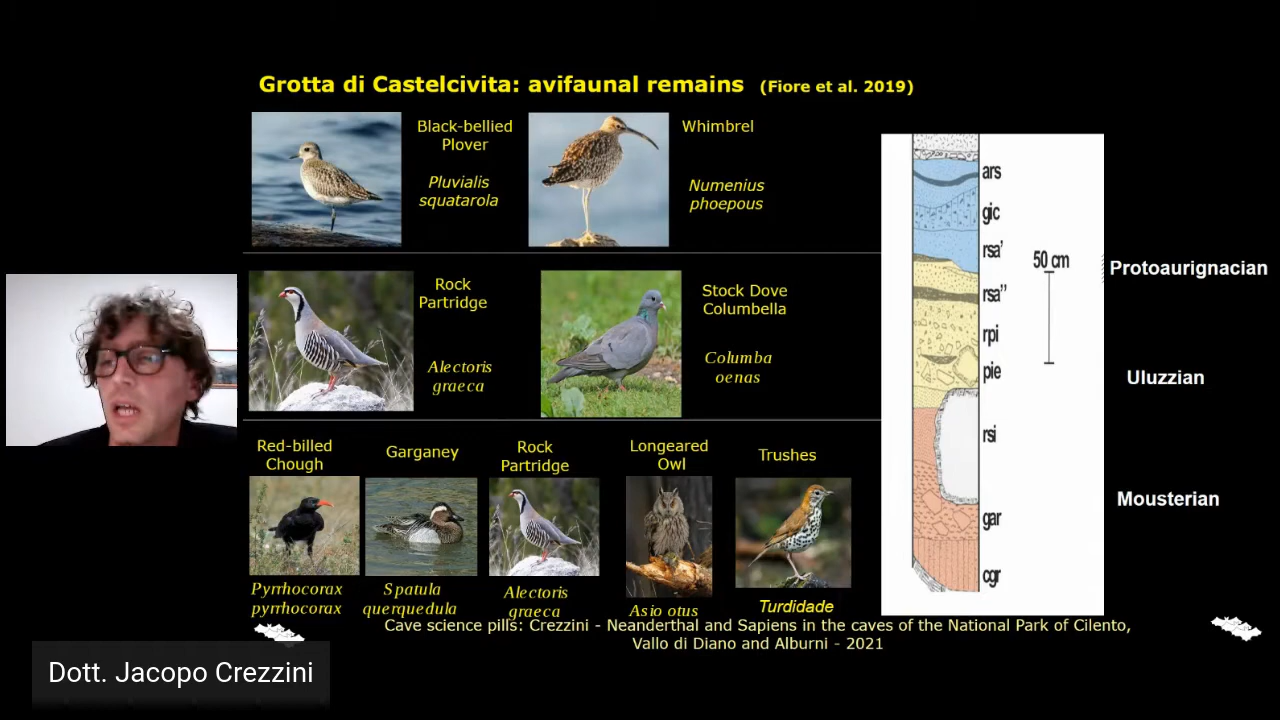 Grotta di Castelcivita: avifaunal remains (Fiore et al. 2019)
Black-bellied
Plover
Pluvialis
squatarola
Whimbrel
Numenius
phoepous
Rock
Partridge
Alectoris
graeca
Stock Dove
Columbella
Columba
oenas
Red-billed
Chough
Pyrrhocorax
pyrrhocorax
Garganey
Spatula
querquedula
Rock
Partridge
Alectoris
graeca
Longeared
Owl
Asio otus
Trushes
Turdidade
ars
gic
rsa'
rsa"
rpi
pie
rsi
gar
cgr
50 cm
Protoaurignacian
Uluzzian
Mousterian
Cave science pills: Crezzini - Neanderthal and Sapiens in the caves of the National Park of Cilento,
Vallo di Diano and Alburni - 2021
Dott. Jacopo Crezzini